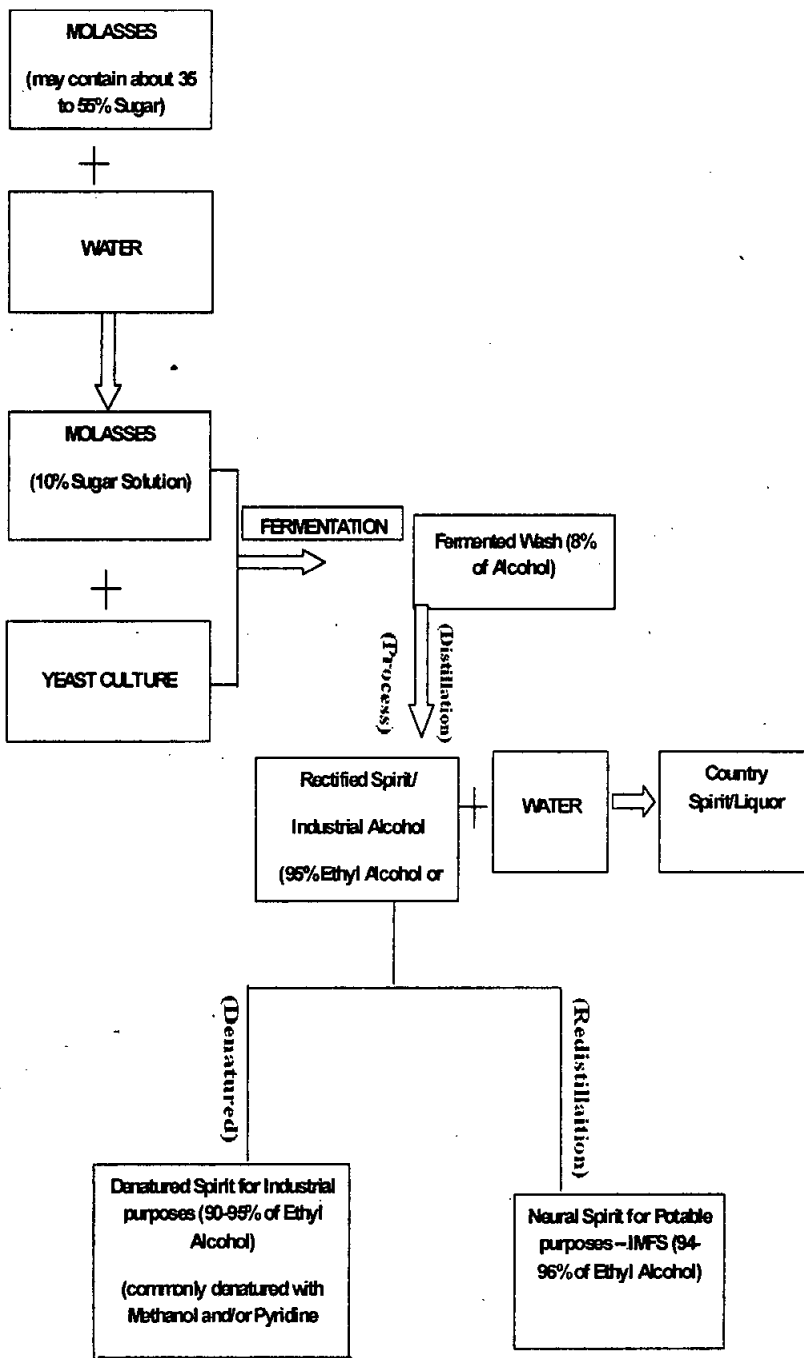 MOLASSES
(may contain about 35
to 55% Sugar)
+
WATER
MOLASSES
(10% Sugar Solution)
+
YEAST CULTURE
FERMENTATION
Fermented Wash (8%
of Alcohol)
(Process)
(Distillation)
Rectified Spirit/
Industrial Alcohol
(95% Ethyl Alcohol or
+
WATER
Country
Spirit/Liquor
(Denatured)
(Redistillaition)
Denatured Spirit for Industrial
purposes (90-95% of Ethyl
Alcohol)
(commonly denatured with
Methanol and/or Pyridine
Neural Spirit for Potable
purposes – IMFS (94-
96% of Ethyl Alcohol)